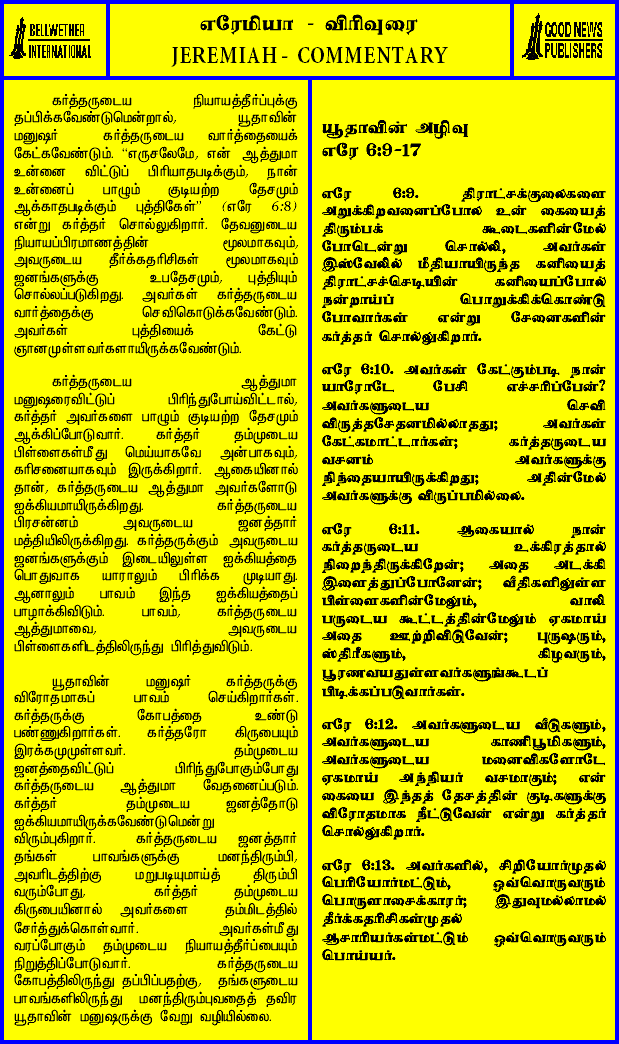 BELLWETHER
INTERNATIONAL
எரேமியா - விரிவுரை
JEREMIAH - COMMENTARY
GOOD NEWS
PUBLISHERS
கர்த்தருடைய நியாயத்தீர்ப்புக்கு
தப்பிக்கவேண்டுமென்றால், யூதாவின்
மனுஷர் கர்த்தருடைய வார்த்தையைக்
கேட்கவேண்டும். “எருசலேமே, என் ஆத்துமா
உன்னை விட்டுப் பிரியாதபடிக்கும், நான்
உன்னைப் பாழும் குடியற்ற தேசமும்
ஆக்காதபடிக்கும் புத்திகேள்” (எரே 6:8)
என்று கர்த்தர் சொல்லுகிறார். தேவனுடைய
நியாயப்பிரமாணத்தின் மூலமாகவும்,
அவருடைய தீர்க்கதரிசிகள் மூலமாகவும்
ஜனங்களுக்கு உபதேசமும், புத்தியும்
சொல்லப்படுகிறது. அவர்கள் கர்த்தருடைய
வார்த்தைக்கு செவிகொடுக்கவேண்டும்.
அவர்கள் புத்தியைக் கேட்டு
ஞானமுள்ளவர்களாயிருக்கவேண்டும்.
கர்த்தருடைய ஆத்துமா
மனுஷரைவிட்டுப் பிரிந்துபோய்விட்டால்,
கர்த்தர் அவர்களை பாழும் குடியற்ற தேசமும்
ஆக்கிப்போடுவார். கர்த்தர் தம்முடைய
பிள்ளைகள்மீது மெய்யாகவே அன்பாகவும்,
கரிசனையாகவும் இருக்கிறார். ஆகையினால்
தான், கர்த்தருடைய ஆத்துமா அவர்களோடு
ஐக்கியமாயிருக்கிறது. கர்த்தருடைய
பிரசன்னம் அவருடைய ஜனத்தார்
மத்தியிலிருக்கிறது. கர்த்தருக்கும் அவருடைய
ஜனங்களுக்கும் இடையிலுள்ள ஐக்கியத்தை
பொதுவாக யாராலும் பிரிக்க முடியாது.
ஆனாலும் பாவம் இந்த ஐக்கியத்தைப்
பாழாக்கிவிடும். பாவம், கர்த்தருடைய
ஆத்துமாவை, அவருடைய
பிள்ளைகளிடத்திலிருந்து பிரித்துவிடும்.
யூதாவின் மனுஷர் கர்த்தருக்கு
விரோதமாகப் பாவம் செய்கிறார்கள்.
கர்த்தருக்கு கோபத்தை உண்டு
பண்ணுகிறார்கள். கர்த்தரோ கிருபையும்
இரக்கமுமுள்ளவர். தம்முடைய
ஜனத்தைவிட்டுப் பிரிந்துபோகும்போது
கர்த்தருடைய ஆத்துமா வேதனைப்படும்.
கர்த்தர் தம்முடைய ஜனத்தோடு
ஐக்கியமாயிருக்கவேண்டுமென்று
விரும்புகிறார். கர்த்தருடைய ஜனத்தார்
தங்கள் பாவங்களுக்கு மனந்திரும்பி,
அவரிடத்திற்கு மறுபடியுமாய்த் திரும்பி
வரும்போது, கர்த்தர் தம்முடைய
கிருபையினால் அவர்களை தம்மிடத்தில்
சேர்த்துக்கொள்வார். அவர்கள்மீது
வரப்போகும் தம்முடைய நியாயத்தீர்ப்பையும்
நிறுத்திப்போடுவார். கர்த்தருடைய
கோபத்திலிருந்து தப்பிப்பதற்கு, தங்களுடைய
பாவங்களிலிருந்து மனந்திரும்புவதைத் தவிர
யூதாவின் மனுஷருக்கு வேறு வழியில்லை.
யூதாவின் அழிவு
எரே 6:9-17
எரே 6:9. திராட்சக்குலைகளை
அறுக்கிறவனைப்போல உன் கையைத்
திரும்பக் கூடைகளின்மேல்
போடென்று சொல்லி, அவர்கள்
இஸ்வேலில் மீதியாயிருந்த கனியைத்
திராட்சச்செடியின் கனியைப்போல்
நன்றாய்ப் பொறுக்கிக்கொண்டு
போவார்கள் என்று சேனைகளின்
கர்த்தர் சொல்லுகிறார்.
எரே 6:10. அவர்கள் கேட்கும்படி நான்
யாரோடே பேசி எச்சரிப்பேன்?
அவர்களுடைய செவி
விருத்தசேதனமில்லாதது; அவர்கள்
கேட்கமாட்டார்கள்; கர்த்தருடைய
வசனம் அவர்களுக்கு
நிந்தையாயிருக்கிறது; அதின்மேல்
அவர்களுக்கு விருப்பமில்லை.
எரே 6:11. ஆகையால் நான்
கர்த்தருடைய உக்கிரத்தால்
நிறைந்திருக்கிறேன்; அதை அடக்கி
இளைத்துப்போனேன்; வீதிகளிலுள்ள
பிள்ளைகளின்மேலும், வாலி
பருடைய கூட்டத்தின்மேலும் ஏகமாய்
அதை ஊற்றிவிடுவேன்; புருஷரும்,
ஸ்திரீகளும், கிழவரும்,
பூரணவயதுள்ளவர்களுங்கூடப்
பிடிக்கப்படுவார்கள்.
எரே 6:12. அவர்களுடைய வீடுகளும்,
அவர்களுடைய காணிபூமிகளும்,
அவர்களுடைய மனைவிகளோடே
ஏகமாய் அந்நியர் வசமாகும்; என்
கையை இந்தத் தேசத்தின் குடிகளுக்கு
விரோதமாக நீட்டுவேன் என்று கர்த்தர்
சொல்லுகிறார்.
எரே 6:13. அவர்களில், சிறியோர்முதல்
பெரியோர்மட்டும், ஒவ்வொருவரும்
பொருளாசைக்காரர்; இதுவுமல்லாமல்
தீர்க்கதரிசிகள்முதல்
ஆசாரியர்கள்மட்டும் ஒவ்வொருவரும்
பொய்யர்.